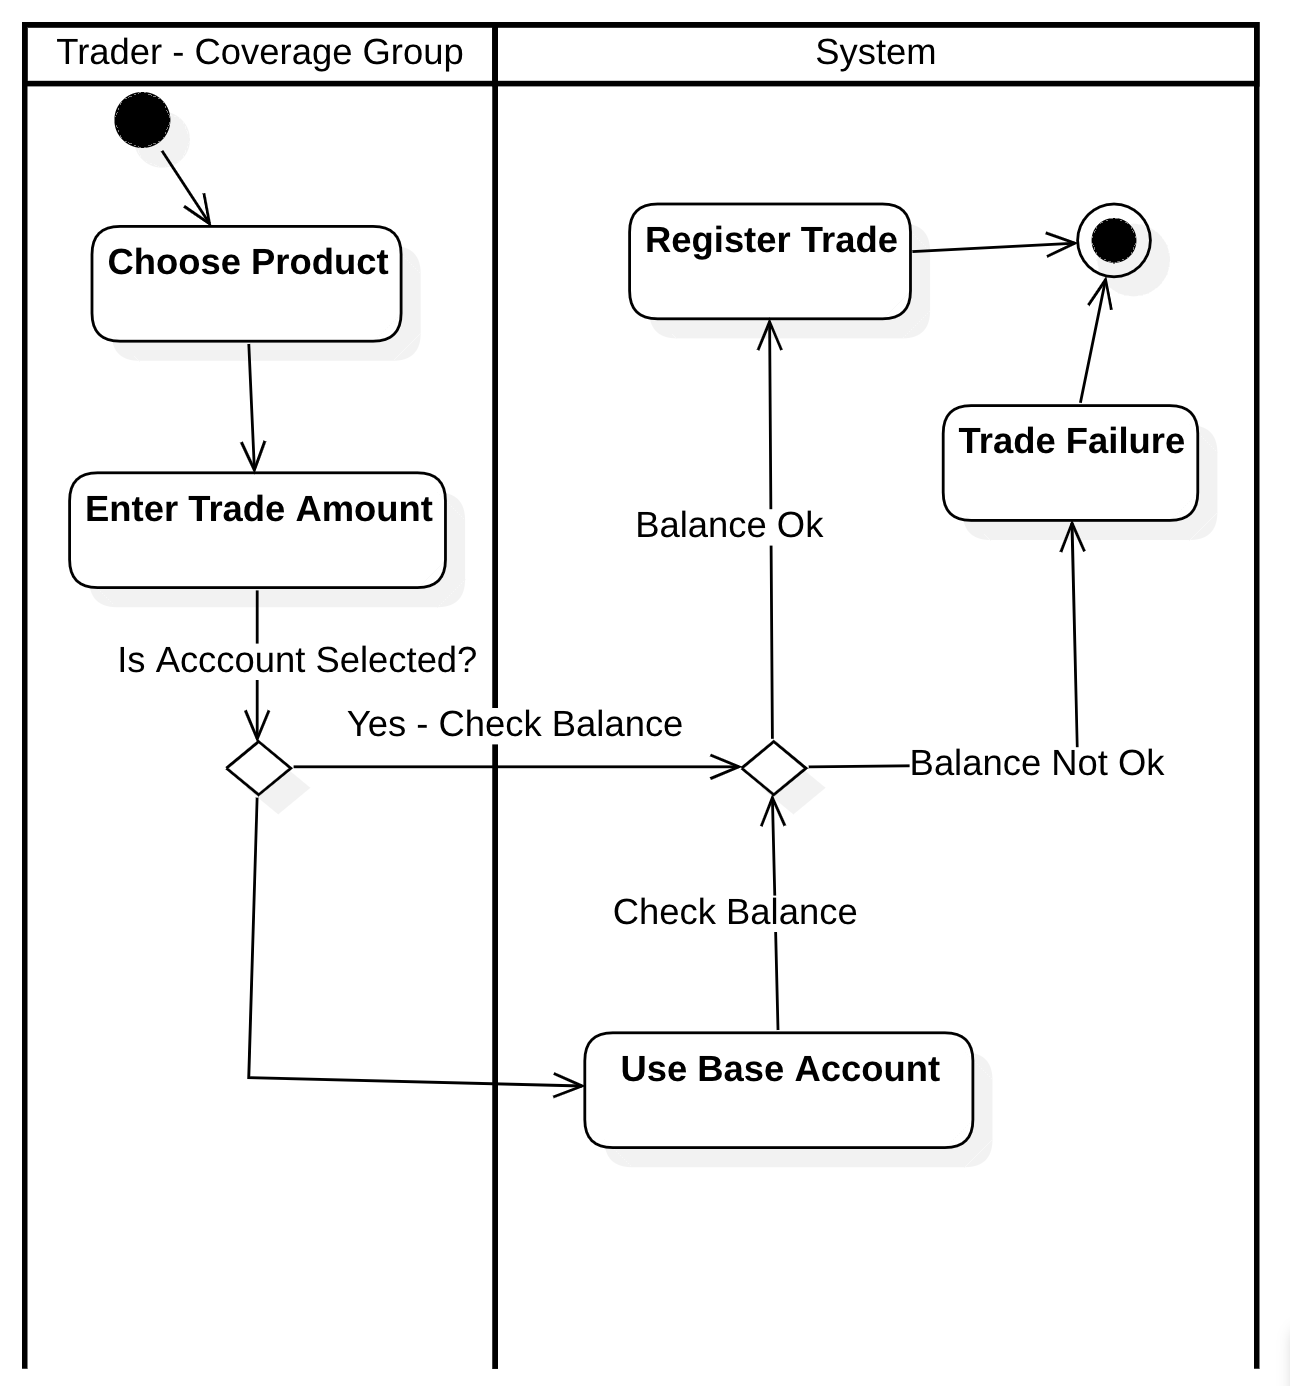 Trader - Coverage Group
System
Choose Product
Register Trade
Trade Failure
Enter Trade Amount
Balance Ok
Is Acccount Selected?
Yes - Check Balance
Balance Not Ok
Check Balance
Use Base Account